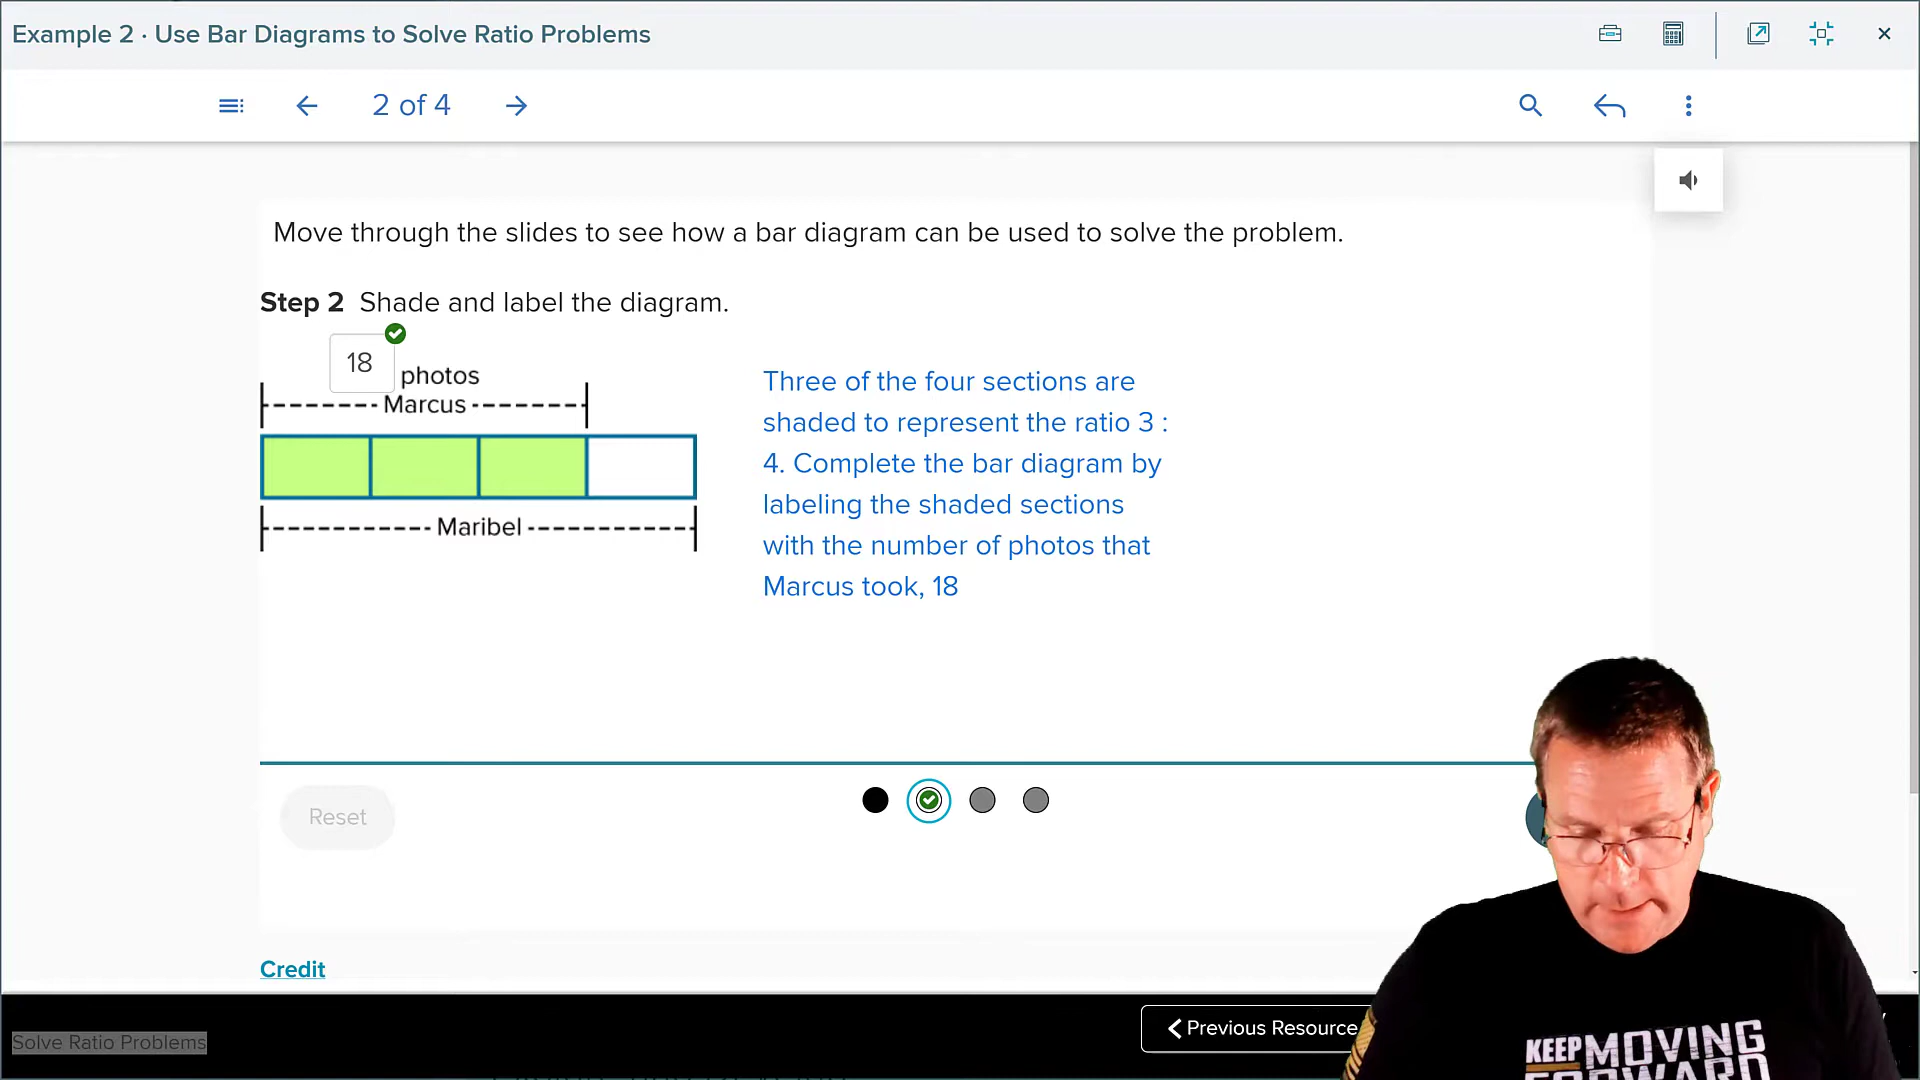 Example 2 · Use Bar Diagrams to Solve Ratio Problems
2 of 4
Move through the slides to see how a bar diagram can be used to solve the problem.
Step 2 Shade and label the diagram.
18 photos
Marcus
Maribel
Three of the four sections are
shaded to represent the ratio 3 :
4. Complete the bar diagram by
labeling the shaded sections
with the number of photos that
Marcus took, 18
Reset
Credit
Previous Resource
Solve Ratio Problems
KEEP MOVING
FORWARD